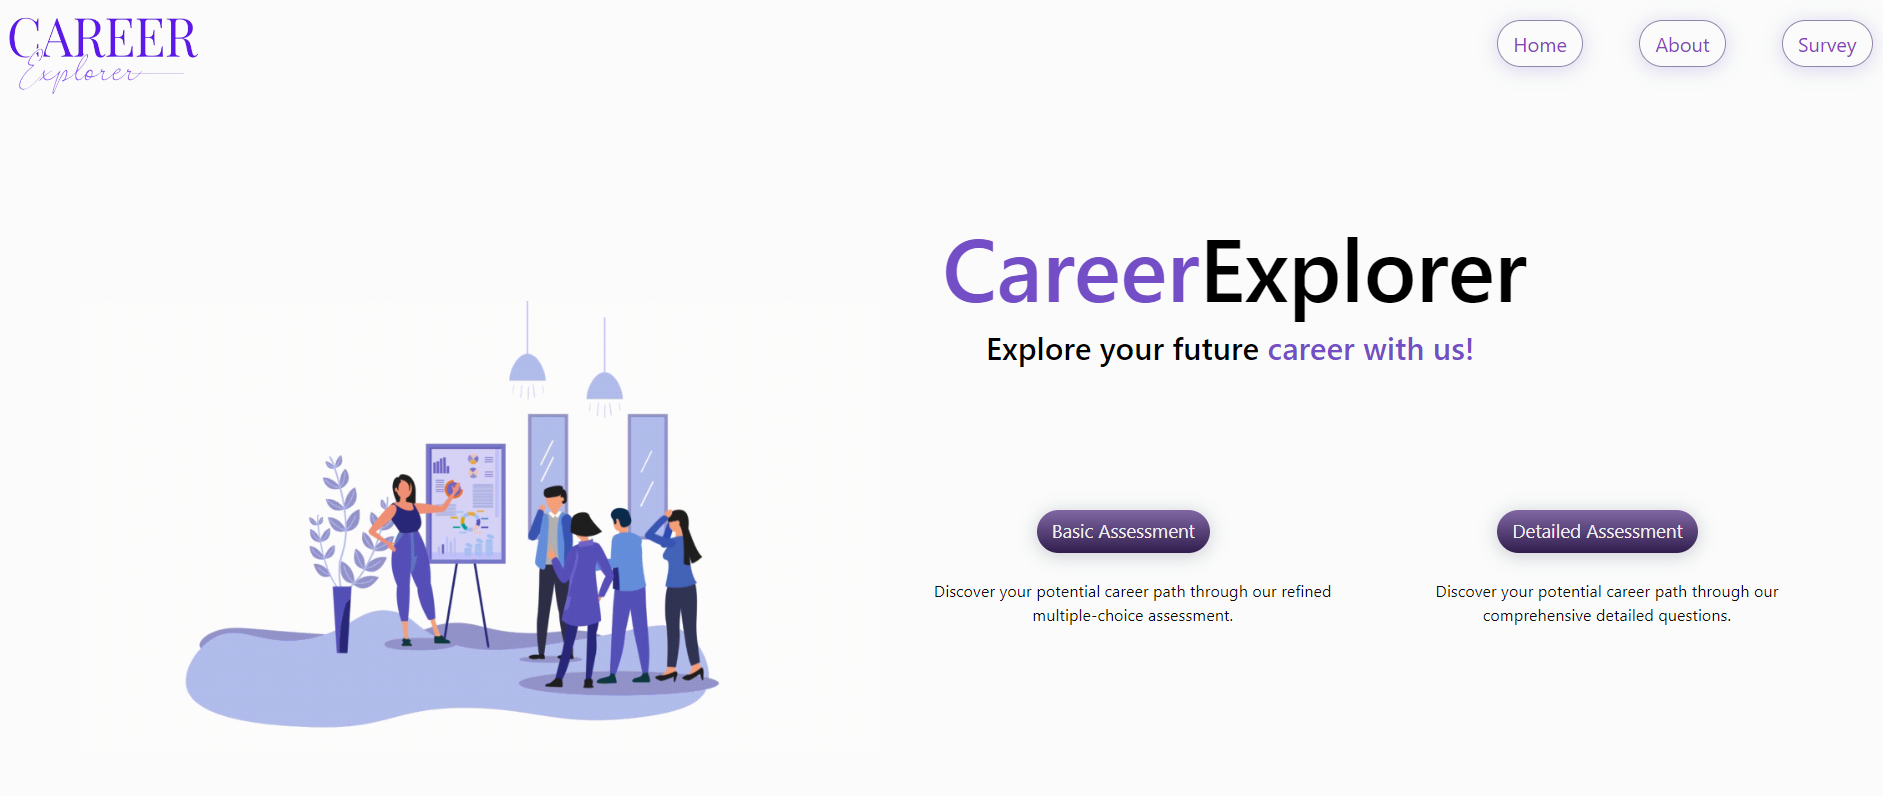 CAREER
Explorer
Home
About
Survey
CareerExplorer
Explore your future career with us!
Basic Assessment
Discover your potential career path through our refined
multiple-choice assessment.
Detailed Assessment
Discover your potential career path through our
comprehensive detailed questions.